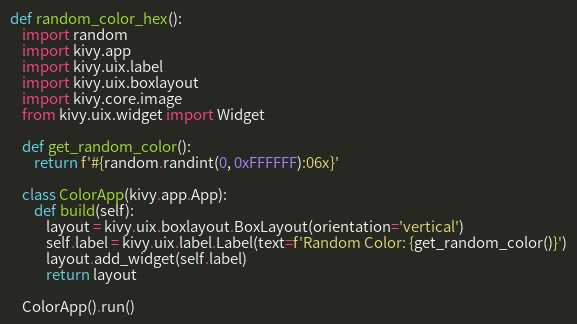 def random_color_hex():
    import random
    import kivy.app
    import kivy.uix.label
    import kivy.uix.boxlayout
    import kivy.core.image
    from kivy.uix.widget import Widget

    def get_random_color():
        return f'#{random.randint(0, 0xFFFFFF):06x}'

    class ColorApp(kivy.app.App):
        def build(self):
            layout = kivy.uix.boxlayout.BoxLayout(orientation='vertical')
            self.label = kivy.uix.label.Label(text=f'Random Color: {get_random_color()}')
            layout.add_widget(self.label)
            return layout

    ColorApp().run()